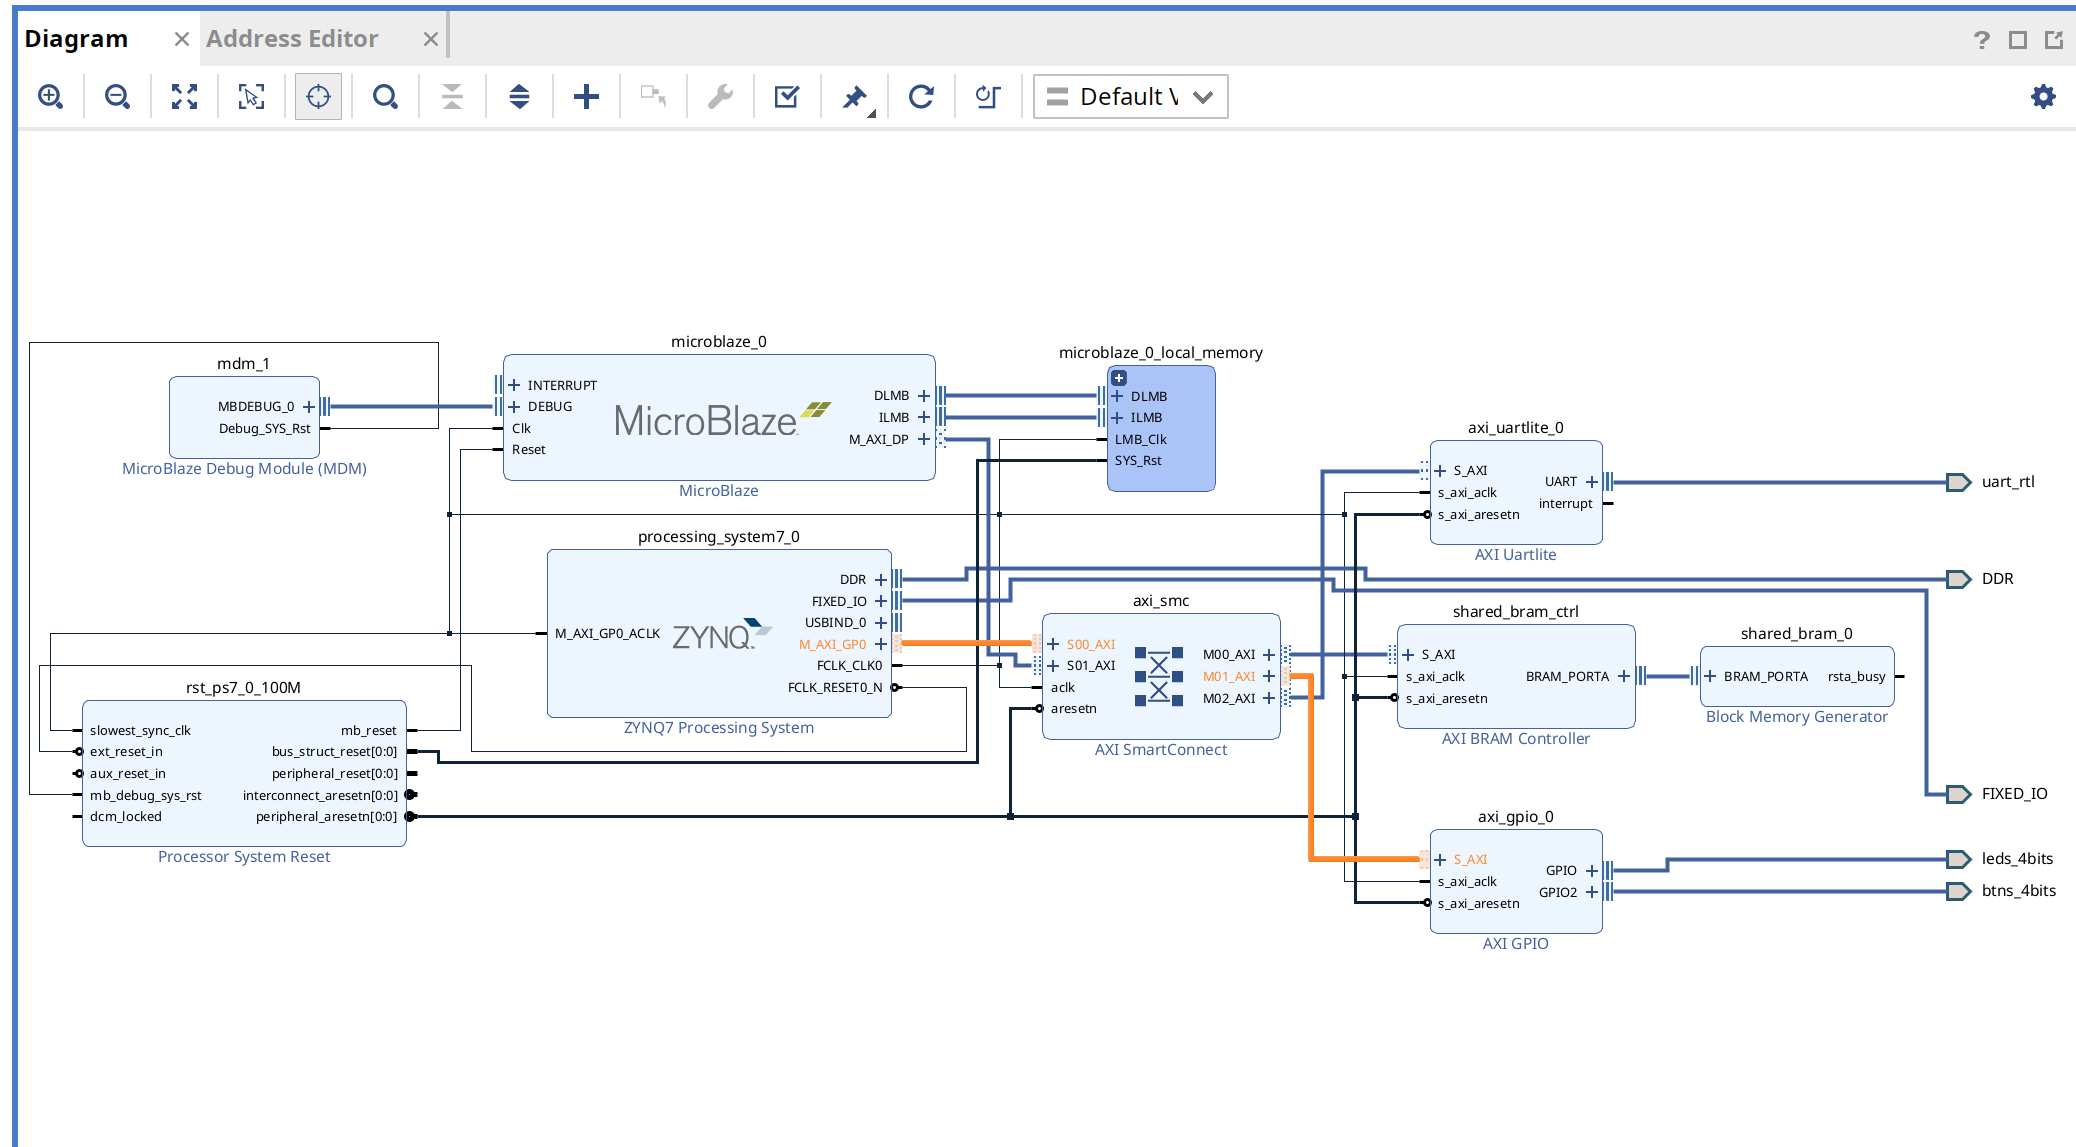 Diagram
Address Editor
?
Default V
mdm_1
MBDEBUG_0
Debug_SYS_Rst
MicroBlaze Debug Module (MDM)
microblaze_0
INTERRUPT
DEBUG
Clk
Reset
MicroBlaze
DLMB
ILMB
M_AXI_DP
MicroBlaze
microblaze_0_local_memory
DLMB
ILMB
LMB_Clk
SYS_Rst
axi_uartlite_0
S_AXI
s_axi_aclk
s_axi_aresetn
UART
interrupt
AXI Uartlite
uart_rtl
processing_system7_0
M_AXI_GP0_ACLK
ZYNQ
DDR
FIXED_IO
USBIND_0
M_AXI_GP0
FCLK_CLK0
FCLK_RESET0_N
ZYNQ7 Processing System
DDR
axi_smc
S00_AXI
S01_AXI
aclk
aresetn
M00_AXI
M01_AXI
M02_AXI
AXI SmartConnect
shared_bram_ctrl
S_AXI
s_axi_aclk
s_axi_aresetn
BRAM_PORTA
AXI BRAM Controller
shared_bram_0
BRAM_PORTA
rsta_busy
Block Memory Generator
rst_ps7_0_100M
slowest_sync_clk
ext_reset_in
aux_reset_in
mb_debug_sys_rst
dcm_locked
mb_reset
bus_struct_reset[0:0]
peripheral_reset[0:0]
interconnect_aresetn[0:0]
peripheral_aresetn[0:0]
Processor System Reset
FIXED_IO
axi_gpio_0
S_AXI
s_axi_aclk
s_axi_aresetn
GPIO
GPIO2
AXI GPIO
leds_4bits
btns_4bits